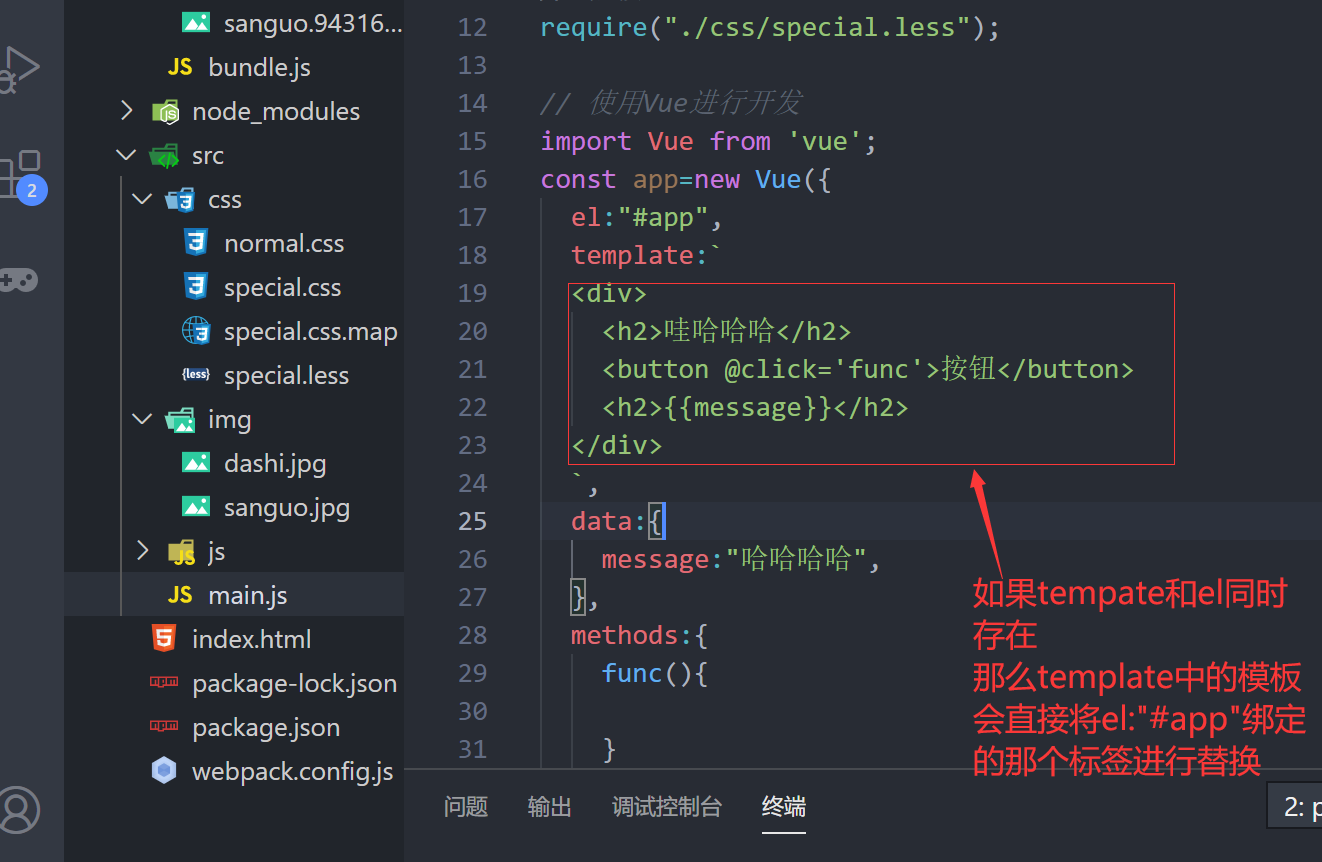 sanguo.94316...
bundle.js
node_modules
src
css
normal.css
special.css
special.css.map
special.less
img
dashi.jpg
sanguo.jpg
js
main.js
index.html
package-lock.json
package.json
webpack.config.js
2
12 require("./css/special.less");
13
14 // 使用Vue进行开发
15 import Vue from 'vue';
16 const app=new Vue({
17 el:"#app",
18 template:`
19 <div>
20 <h2>哇哈哈哈</h2>
21 <button @click='func'>按钮</button>
22 <h2>{{message}}</h2>
23 </div>
24 `,
25 data:{
26 message:"哈哈哈哈",
27 },
28 methods:{
29 func(){
30
31 }
如果tempate和el同时
存在
那么template中的模板
会直接将el:"#app"绑定
的那个标签进行替换
问题 输出 调试控制台 终端
2: p